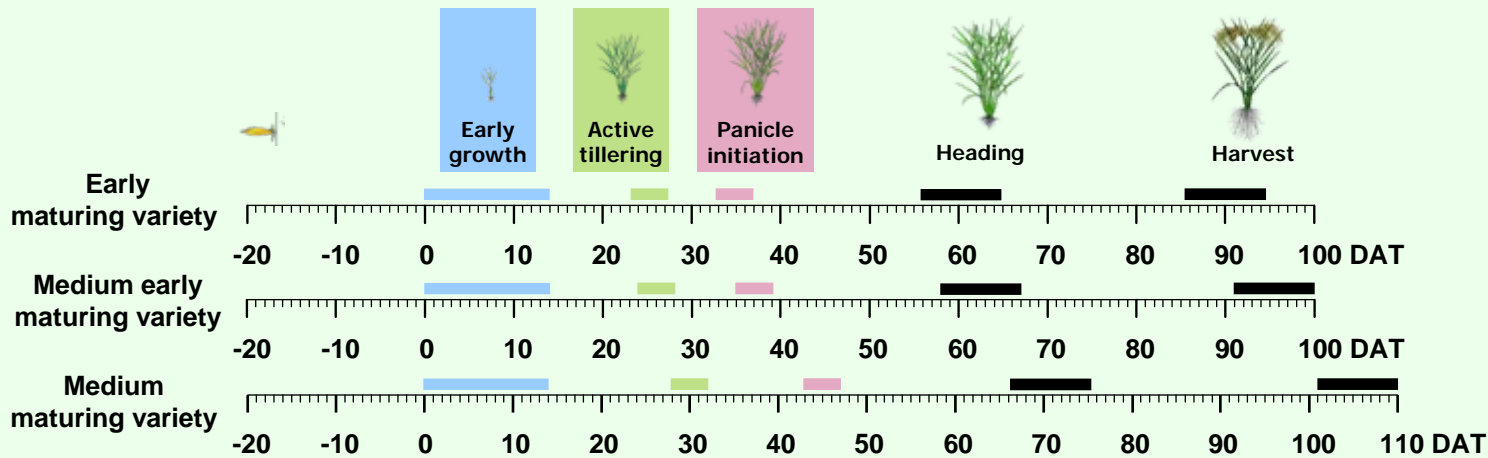 Early
growth
Active
tillering
Panicle
initiation
Heading
Harvest
Early
maturing variety
-20 -10 0 10 20 30 40 50 60 70 80 90 100 DAT
Medium early
maturing variety
-20 -10 0 10 20 30 40 50 60 70 80 90 100 DAT
Medium
maturing variety
-20 -10 0 10 20 30 40 50 60 70 80 90 100 110 DAT